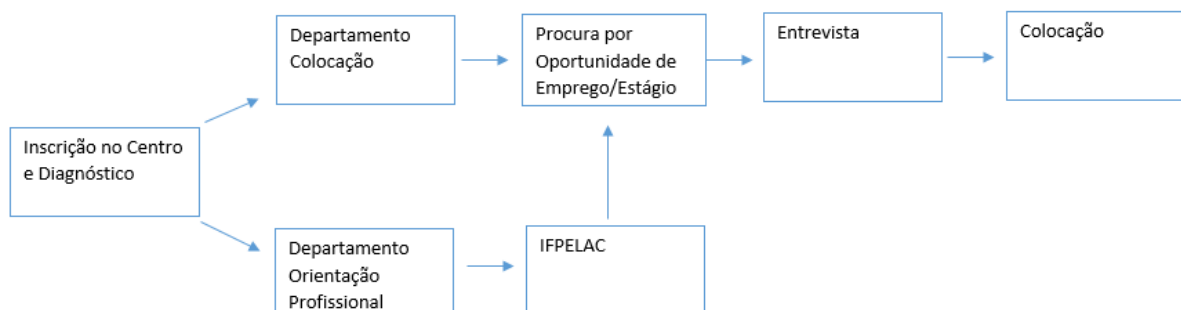 Departamento
Colocação
Procura por
Oportunidade de
Emprego/Estágio
Entrevista
Colocação
Inscrição no Centro
e Diagnóstico
Departamento
Orientação
Profissional
IFPELAC